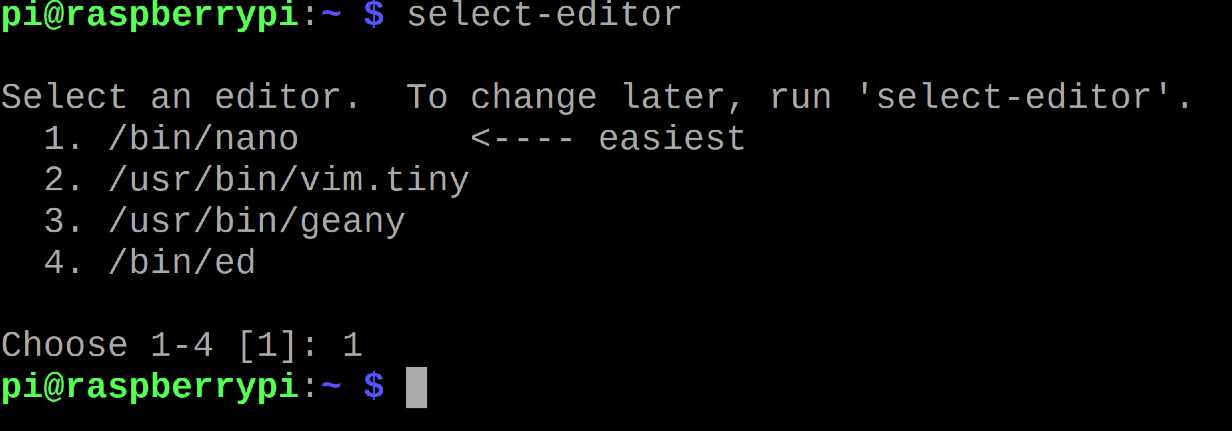 pi@raspberrypi:~ $ select-editor
Select an editor.  To change later, run 'select-editor'.
  1. /bin/nano        <---- easiest
  2. /usr/bin/vim.tiny
  3. /usr/bin/geany
  4. /bin/ed
Choose 1-4 [1]: 1
pi@raspberrypi:~ $